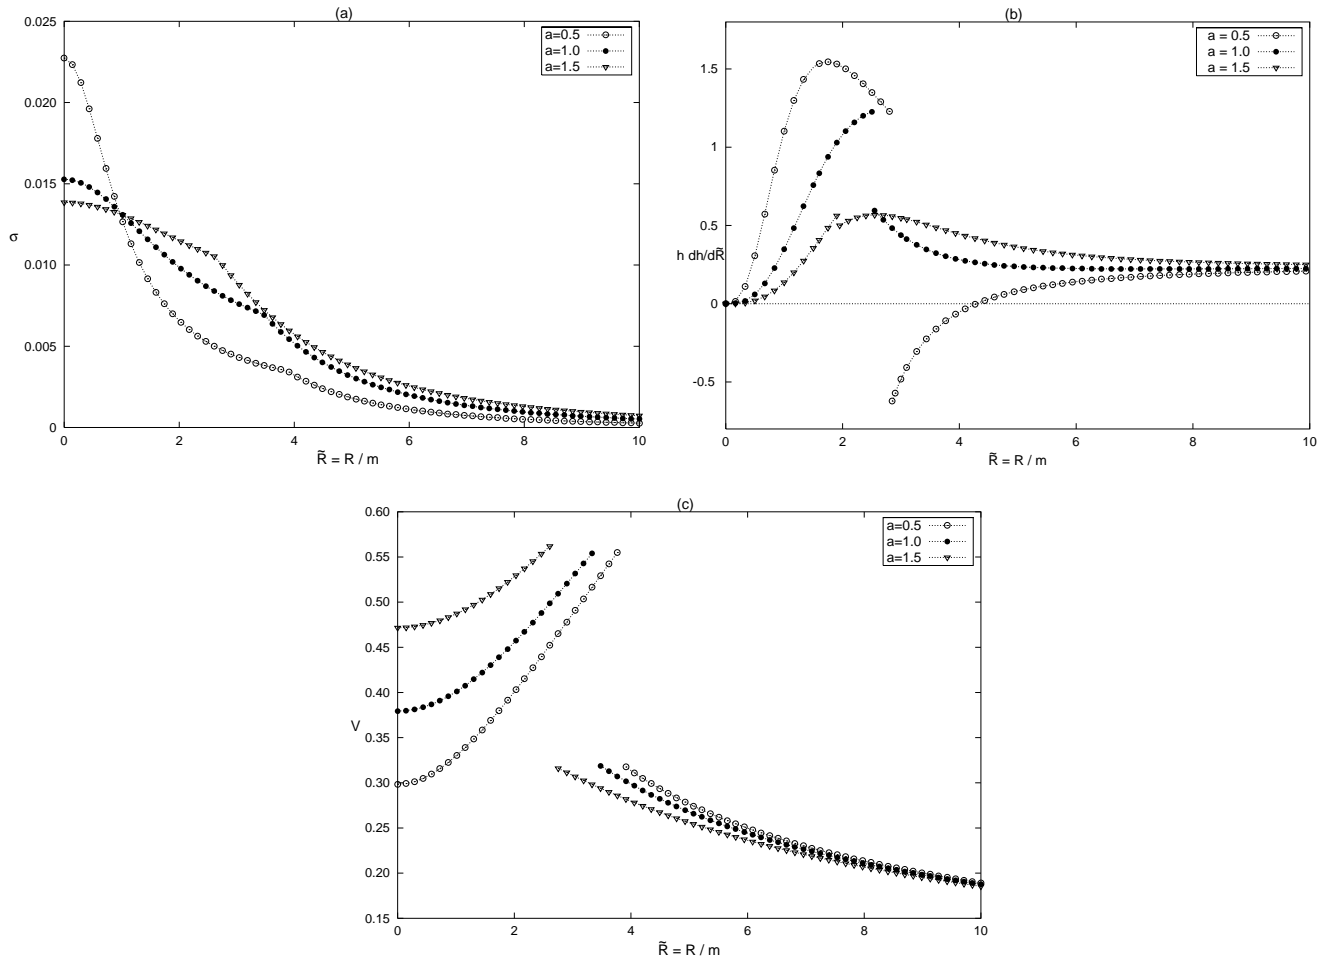 (a)
0.025
0.020
0.015
0.010
0.005
0
σ
0 2 4 6 8 10
R̃ = R / m
a=0.5
a=1.0
a=1.5
(b)
1.5
1
0.5
0
-0.5
h dh/dR̃
0 2 4 6 8 10
R̃ = R / m
a = 0.5
a = 1.0
a = 1.5
(c)
0.60
0.55
0.50
0.45
0.40
0.35
0.30
0.25
0.20
0.15
V
0 2 4 6 8 10
R̃ = R / m
a=0.5
a=1.0
a=1.5